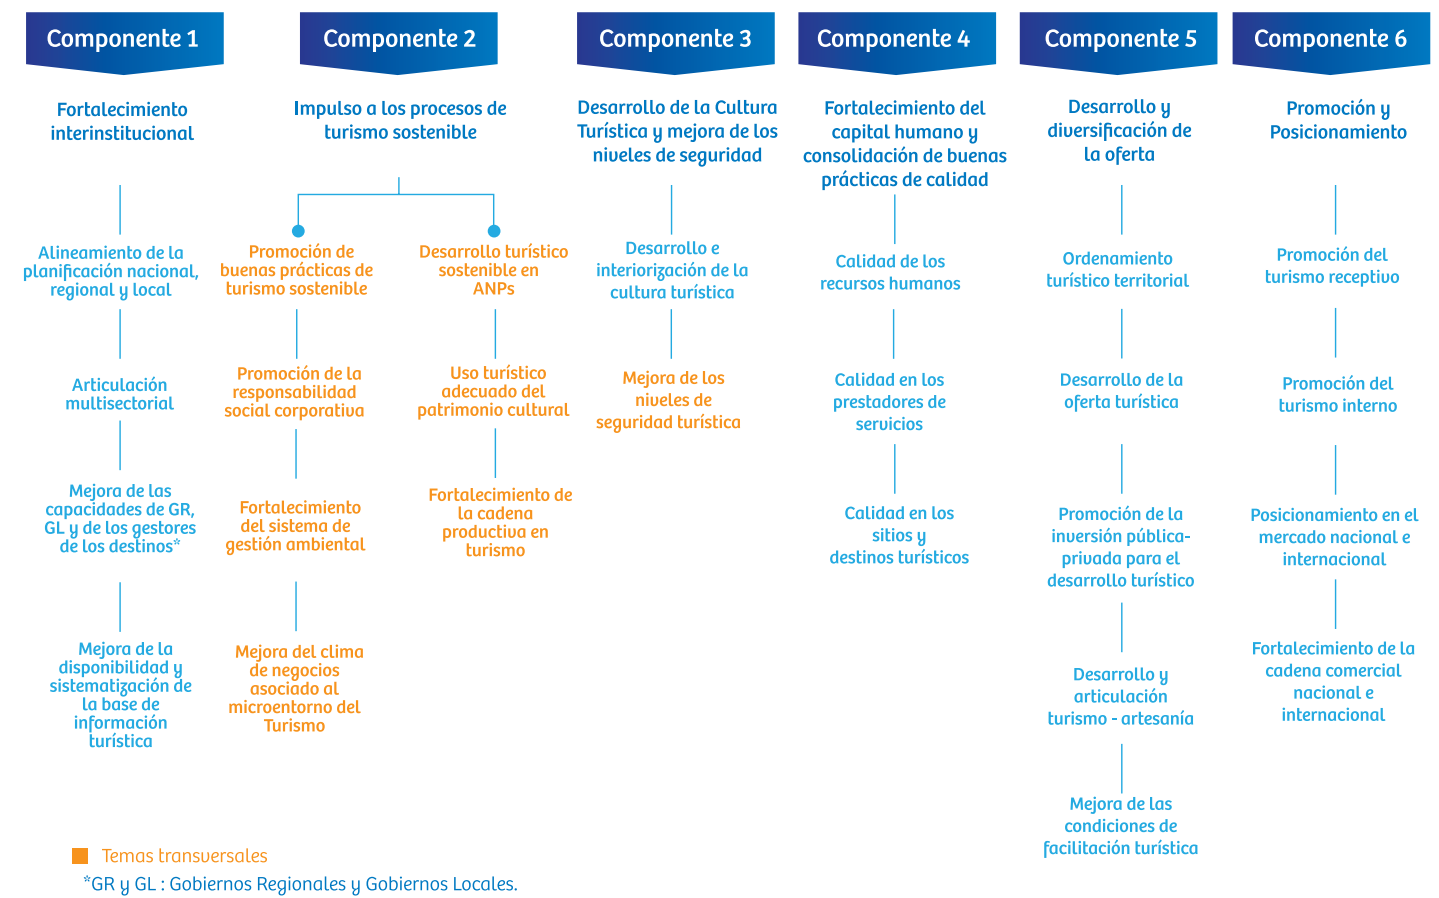 Componente 1
Fortalecimiento
interinstitucional
Alineamiento de la
planificación nacional,
regional y local
Articulación
multisectorial
Mejora de las
capacidades de GR,
GL y de los gestores
de los destinos*
Mejora de la
disponibilidad y
sistematización de
la base de
información
turística
Componente 2
Impulso a los procesos de
turismo sostenible
Promoción de
buenas prácticas de
turismo sostenible
Promoción de la
responsabilidad
social corporativa
Fortalecimiento
del sistema de
gestión ambiental
Mejora del clima
de negocios
asociado al
microentorno del
Turismo
Desarrollo turístico
sostenible en
ANPs
Uso turístico
adecuado del
patrimonio cultural
Fortalecimiento de
la cadena
productiva en
turismo
Componente 3
Desarrollo de la Cultura
Turística y mejora de los
niveles de seguridad
Desarrollo e
interiorización de la
cultura turística
Mejora de los
niveles de
seguridad turística
Componente 4
Fortalecimiento del
capital humano y
consolidación de buenas
prácticas de calidad
Calidad de los
recursos humanos
Calidad en los
prestadores de
servicios
Calidad en los
sitios y
destinos turísticos
Componente 5
Desarrollo y
diversificación de
la oferta
Ordenamiento
turístico territorial
Desarrollo de la
oferta turística
Promoción de la
inversión pública-
privada para el
desarrollo turístico
Desarrollo y
articulación
turismo - artesanía
Mejora de las
condiciones de
facilitación turística
Componente 6
Promoción y
Posicionamiento
Promoción del
turismo receptivo
Promoción del
turismo interno
Posicionamiento en el
mercado nacional e
internacional
Fortalecimiento de la
cadena comercial
nacional e
internacional
Temas transversales
*GR y GL : Gobiernos Regionales y Gobiernos Locales.